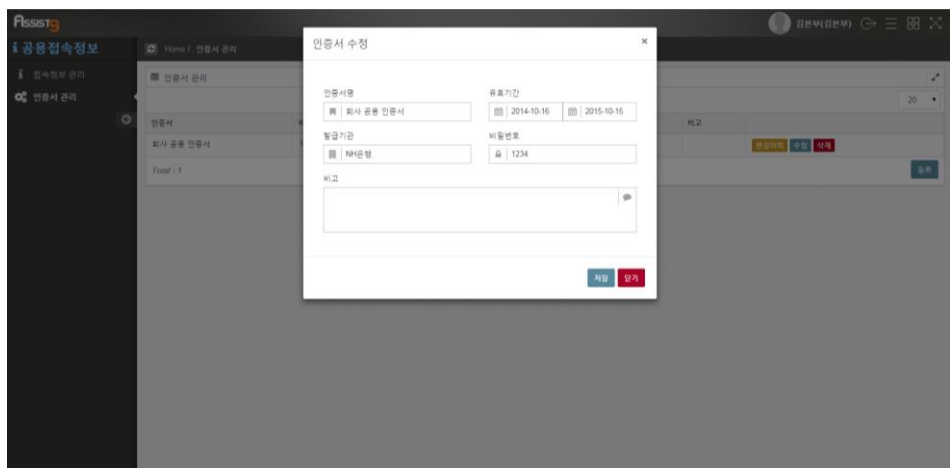 Assist9
김본부(김본부)
공용접속정보
Home / 인증서 관리
접속정보 관리
인증서 관리
인증서 관리
20
인증서
비고
회사 공용 인증서
변경이력 수정 삭제
Total : 1
등록
인증서 수정
×
인증서명
유효기간
회사 공용 인증서
2014-10-16
2015-10-15
발급기관
비밀번호
NH은행
1234
비고
저장 닫기